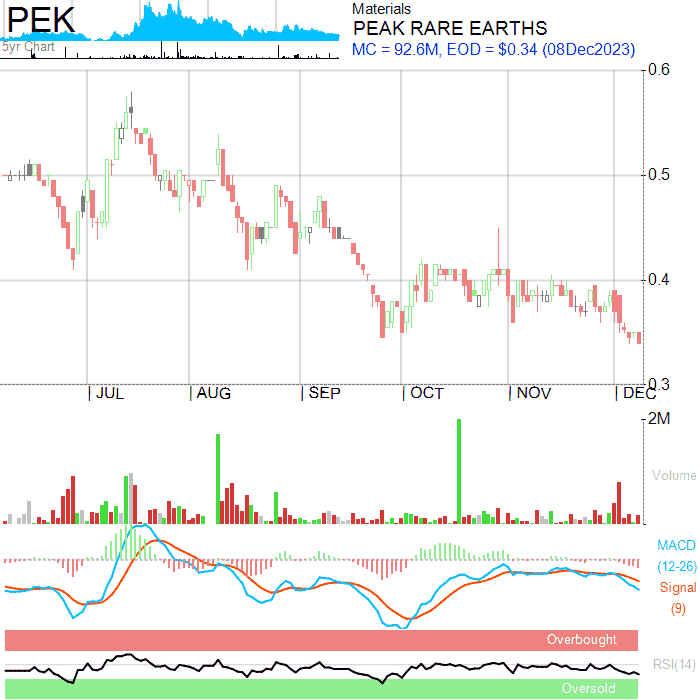 PEK
5yr Chart
Materials
PEAK RARE EARTHS
MC = 92.6M, EOD = $0.34 (08Dec2023)
0.6
0.5
0.4
0.3
JUL AUG SEP OCT NOV DEC
2M
Volume
MACD
(12-26)
Signal
(9)
Overbought
RSI(14)
Oversold